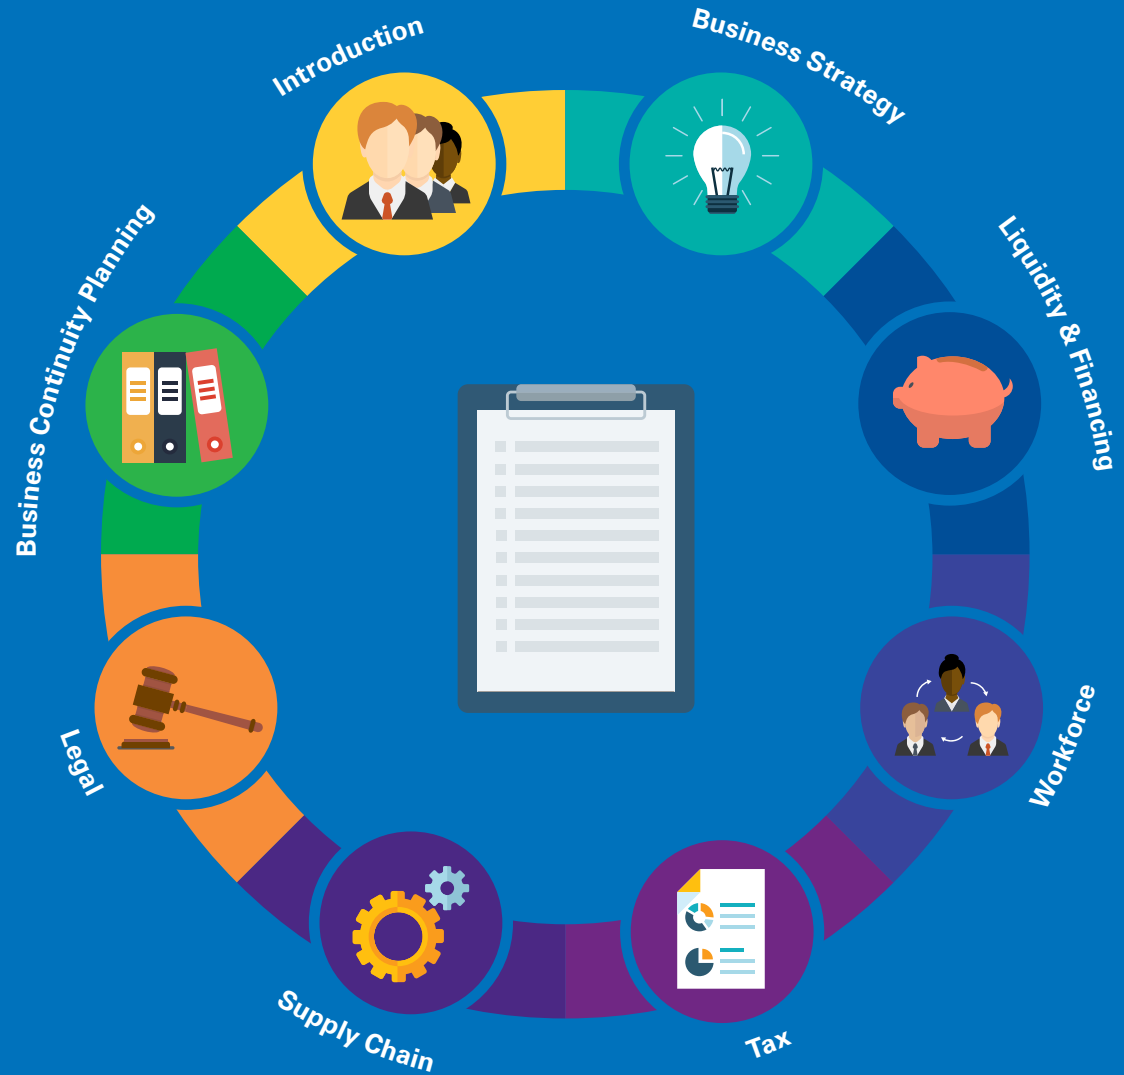 Introduction
Business Strategy
Liquidity & Financing
Workforce
Tax
Supply Chain
Legal
Business Continuity Planning